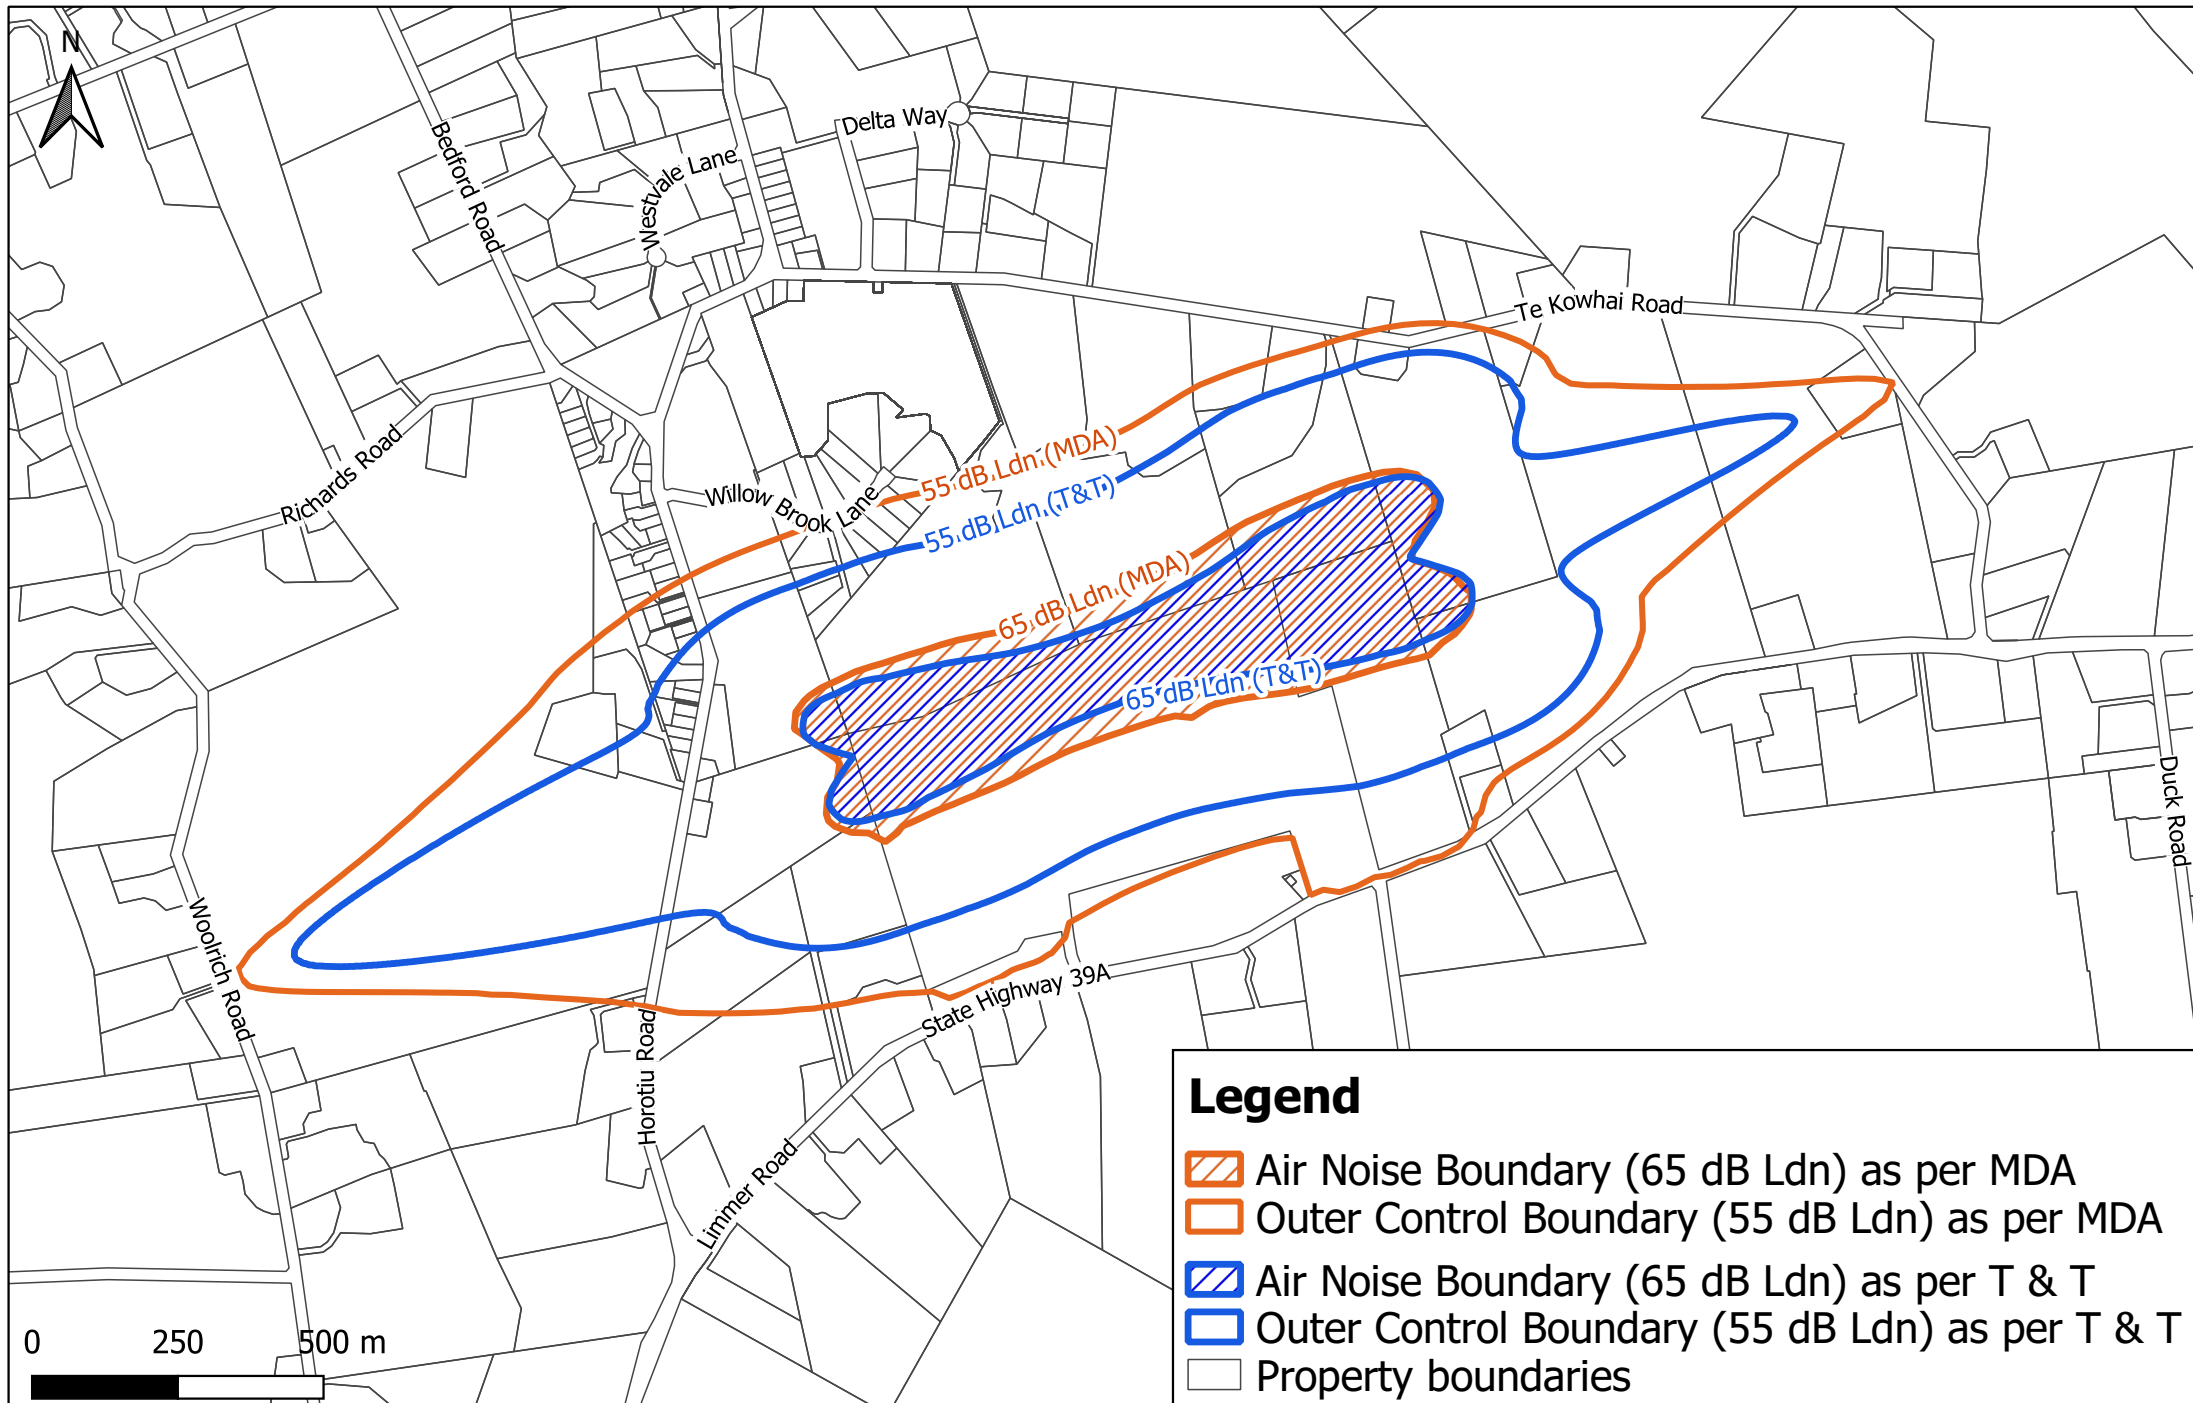 N
Delta Way
Bedford Road
Westvale Lane
Te Kowhai Road
Richards Road
55 dB Ldn (MDA)
Willow Brook Lane
55 dB Ldn (T&T)
65 dB Ldn (MDA)
65 dB Ldn (T&T)
Duck Road
Woolrich Road
State Highway 39A
Horotiu Road
Limmer Road
Legend
Air Noise Boundary (65 dB Ldn) as per MDA
Outer Control Boundary (55 dB Ldn) as per MDA
Air Noise Boundary (65 dB Ldn) as per T & T
Outer Control Boundary (55 dB Ldn) as per T & T
Property boundaries
0 250 500 m